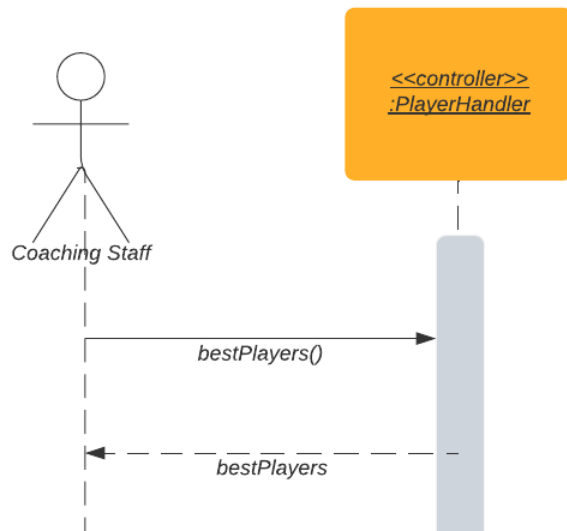 <<controller>>
:PlayerHandler
Coaching Staff
bestPlayers()
bestPlayers